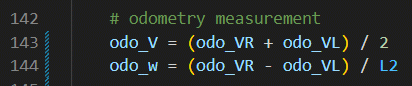 142 # odometry measurement
143 odo_V = (odo_VR + odo_VL) / 2
144 odo_w = (odo_VR - odo_VL) / L2